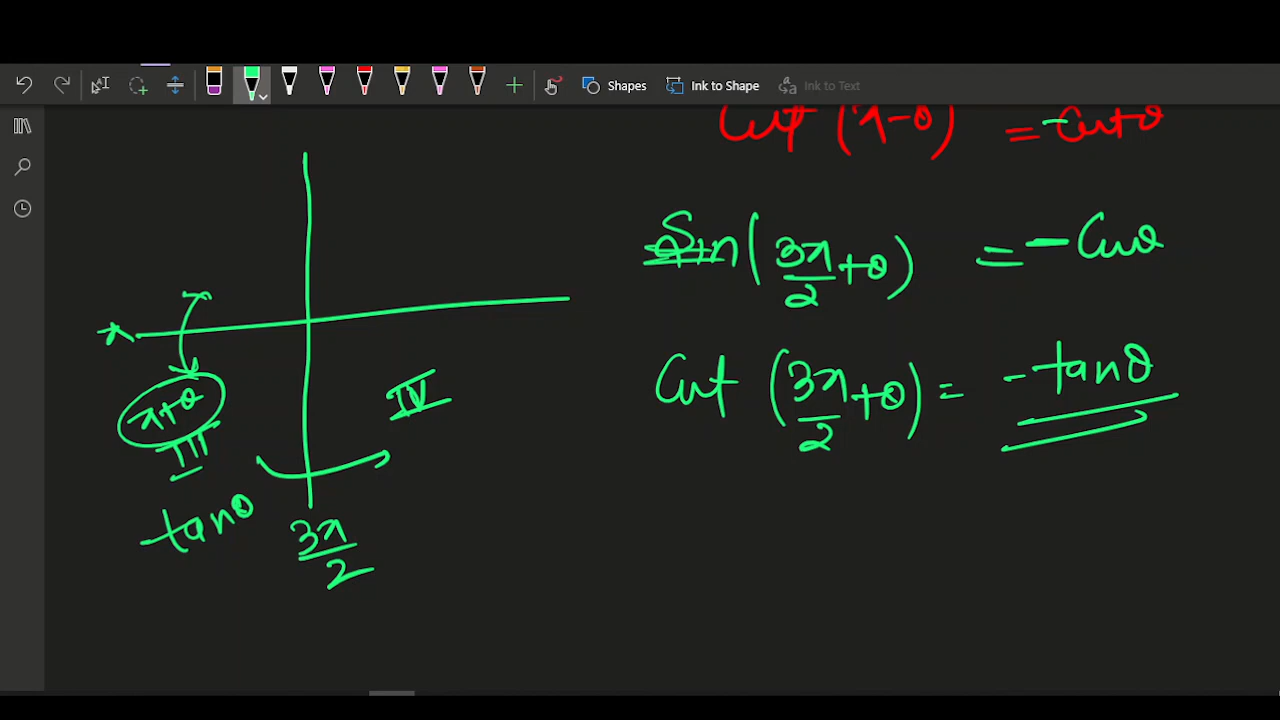 Shapes Ink to Shape Ink to Text
Cot (π-θ) = -Cotθ
Sin(3π/2+θ) = -Cosθ
Cot (3π/2+θ) = -tanθ
π
π+θ
III
IV
tanθ
3π/2